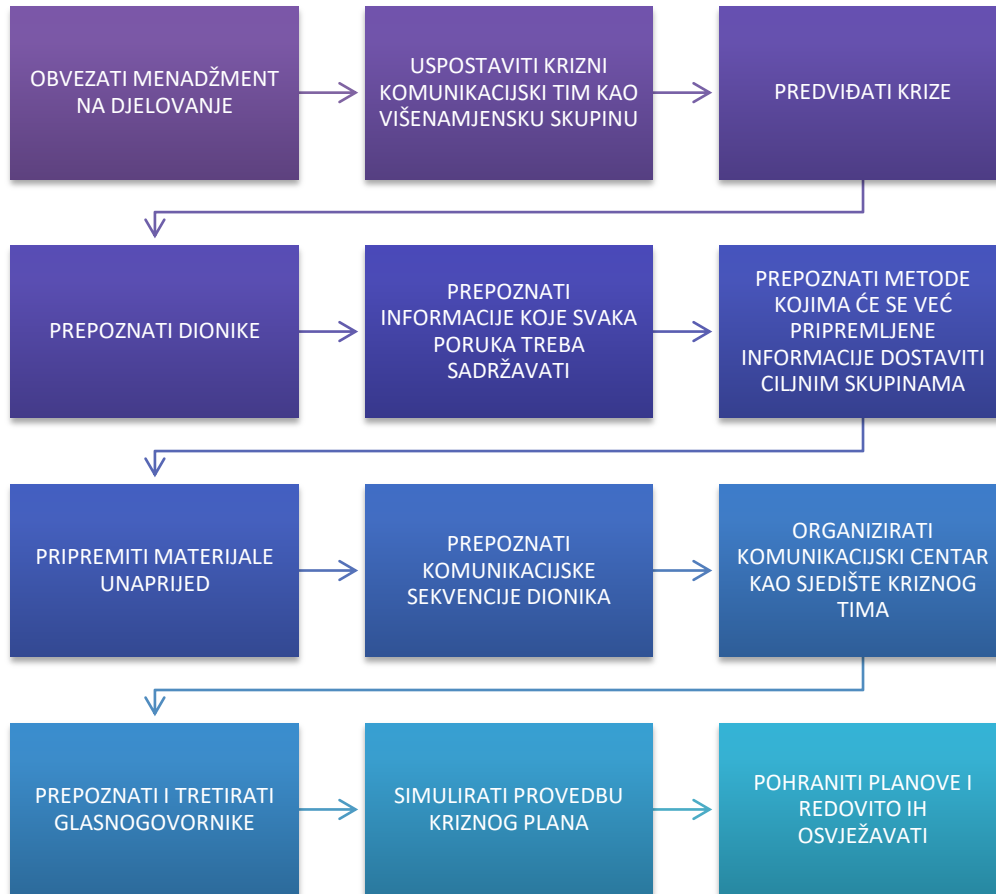 OBVEZATI MENADŽMENT
NA DJELOVANJE
USPOSTAVITI KRIZNI
KOMUNIKACIJSKI TIM KAO
VIŠENAMJENSKU SKUPINU
PREDVIĐATI KRIZE
PREPOZNATI DIONIKE
PREPOZNATI
INFORMACIJE KOJE SVAKA
PORUKA TREBA
SADRŽAVATI
PREPOZNATI METODE
KOJIMA ĆE SE VEĆ
PRIPREMLJENE
INFORMACIJE DOSTAVITI
CILJNIM SKUPINAMA
PRIPREMITI MATERIJALE
UNAPRIJED
PREPOZNATI
KOMUNIKACIJSKE
SEKVENCIJE DIONIKA
ORGANIZIRATI
KOMUNIKACIJSKI CENTAR
KAO SJEDIŠTE KRIZNOG
TIMA
PREPOZNATI I TRETIRATI
GLASNOGOVORNIKE
SIMULIRATI PROVEDBU
KRIZNOG PLANA
POHRANITI PLANOVE I
REDOVITO IH
OSVJEŽAVATI